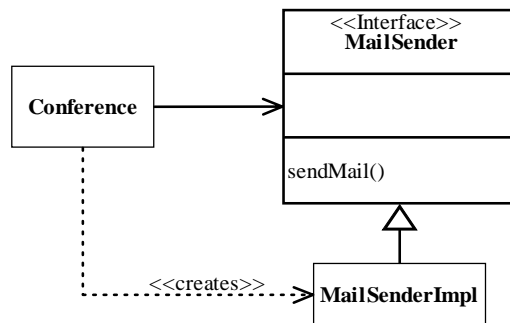 <<Interface>>
MailSender
Conference
sendMail()
<<creates>>
MailSenderImpl